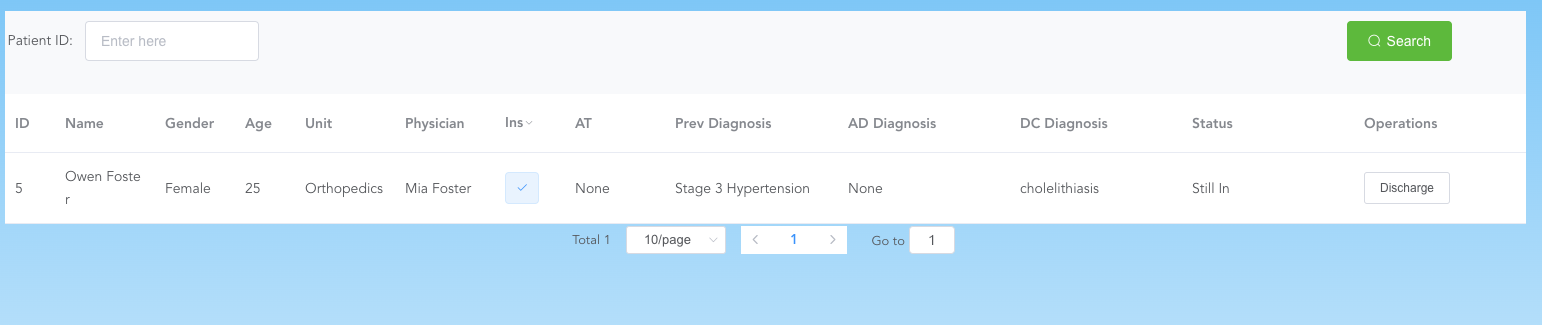 Patient ID: Enter here Search
ID Name Gender Age Unit Physician Ins AT Prev Diagnosis AD Diagnosis DC Diagnosis Status Operations
5 Owen Foste
r Female 25 Orthopedics Mia Foster None Stage 3 Hypertension None cholelithiasis Still In Discharge
Total 1 10/page 1 Go to 1